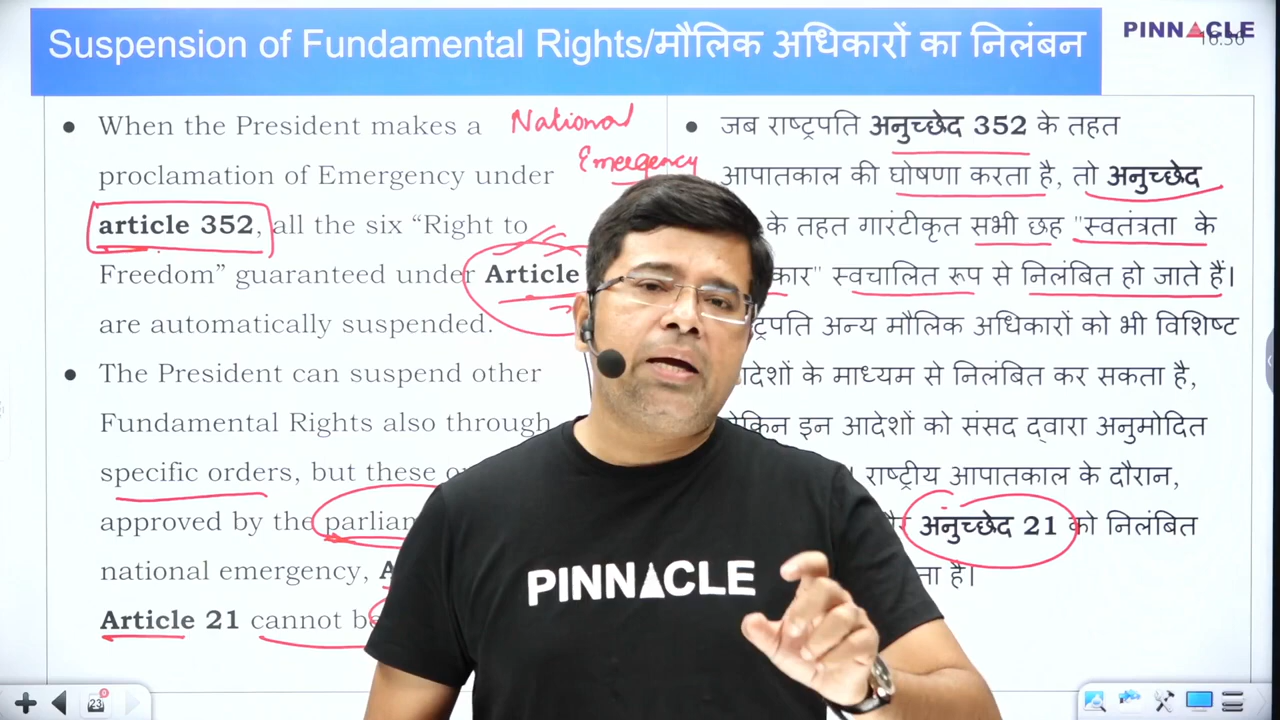 Suspension of Fundamental Rights/मौलिक अधिकारों का निलंबन
PINNACLE
● When the President makes a
National
Emergency
proclamation of Emergency under
article 352, all the six “Right to
Freedom” guaranteed under Article
are automatically suspended.
● The President can suspend other
Fundamental Rights also through
specific orders, but these
approved by the
national emergency,
Article 21 cannot be
● जब राष्ट्रपति अनुच्छेद 352 के तहत
आपातकाल की घोषणा करता है, तो अनुच्छेद
के तहत गारंटीकृत सभी छह "स्वतंत्रता के
स्वचालित रूप से निलंबित हो जाते हैं।
अन्य मौलिक अधिकारों को भी विशिष्ट
के माध्यम से निलंबित कर सकता है,
इन आदेशों को संसद द्वारा अनुमोदित
राष्ट्रीय आपातकाल के दौरान,
अनुच्छेद 21 को निलंबित
है।
PINNACLE
23